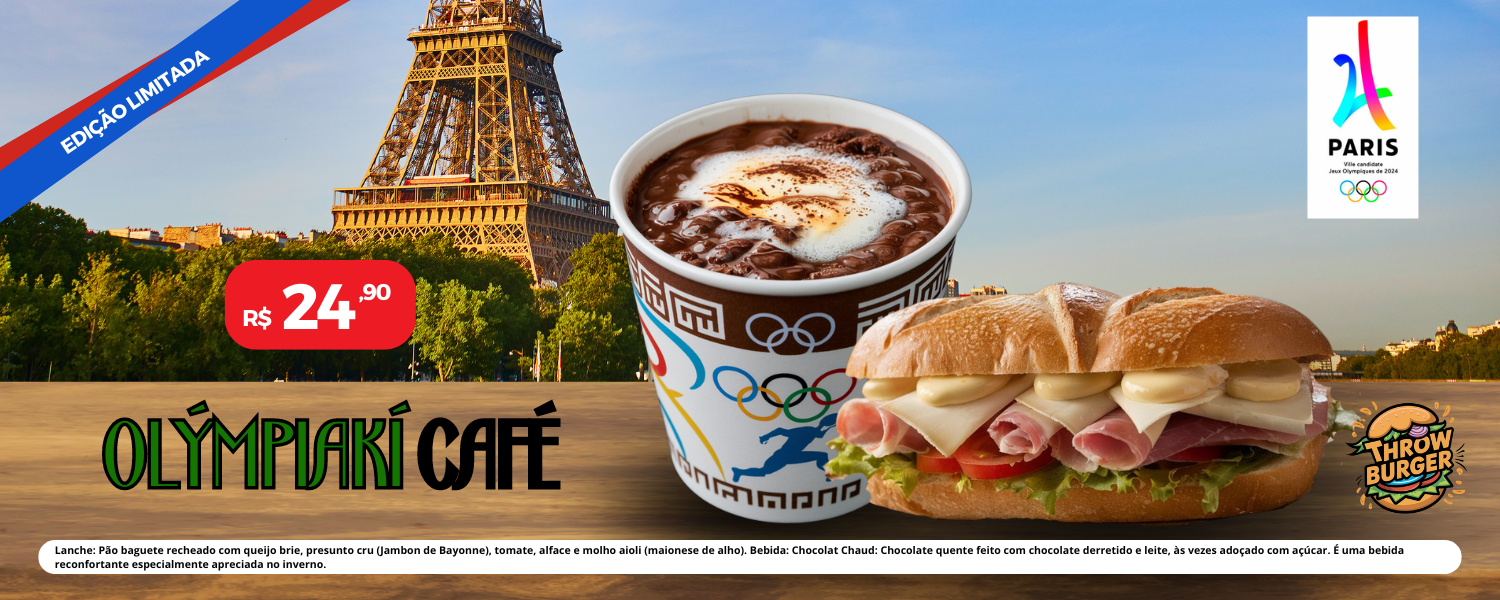 EDIÇÃO LIMITADA
PARIS
Ville candidate
Jeux Olympiques de 2024
R$ 24,90
OLÝMPIAKÍ CAFÉ
THROW
BURGER
Lanche: Pão baguete recheado com queijo brie, presunto cru (Jambon de Bayonne), tomate, alface e molho aioli (maionese de alho). Bebida: Chocolat Chaud: Chocolate quente feito com chocolate derretido e leite, às vezes adoçado com açúcar. É uma bebida
reconfortante especialmente apreciada no inverno.